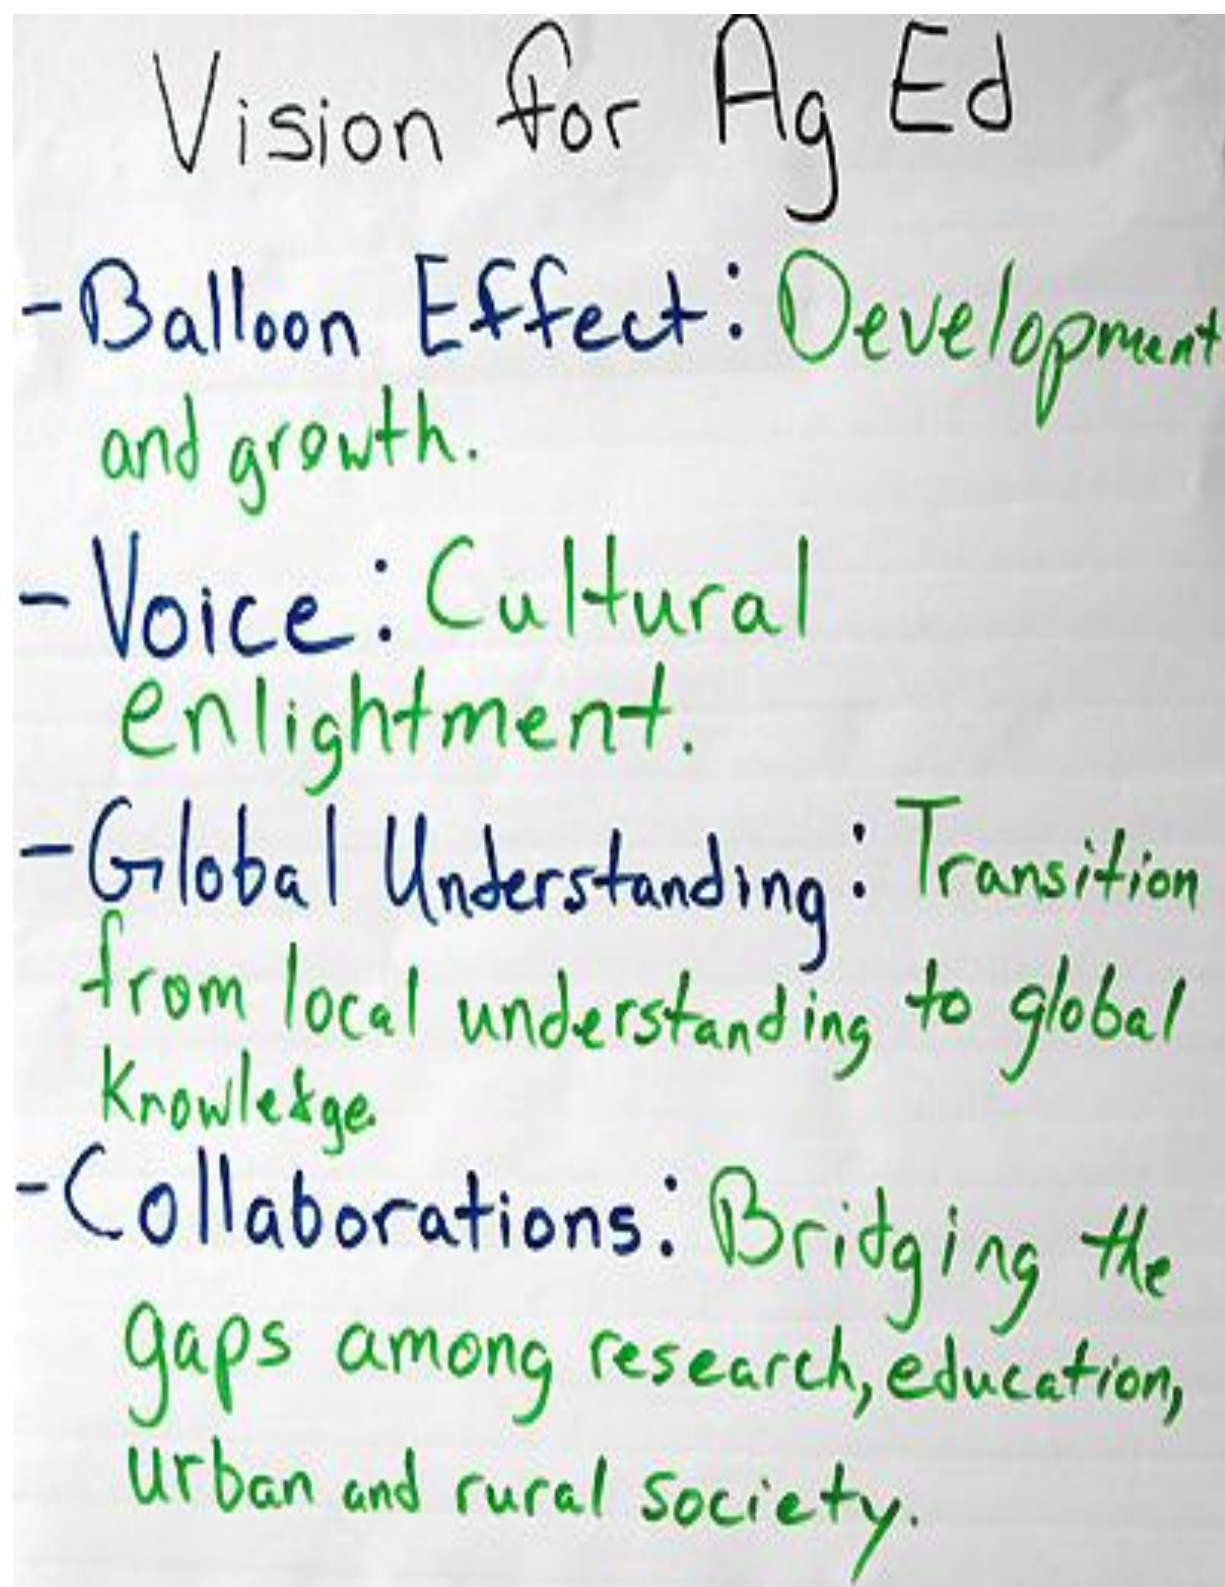 Vision for Ag Ed
- Balloon Effect: Development
and growth.
- Voice: Cultural
enlightment.
- Global Understanding: Transition
from local understanding to global
knowledge.
- Collaborations: Bridging the
gaps among research, education,
urban and rural society.